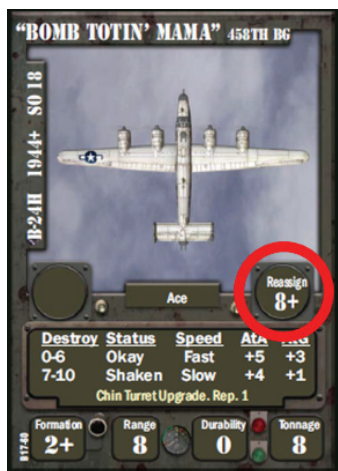 “BOMB TOTIN’ MAMA” 458TH BG
B-24H 1944+ SO 18
Reassign
8+
Ace
Destroy Status Speed AtA
0-6 Okay Fast +5 +3
7-10 Shaken Slow +4 +1
Chin Turret Upgrade. Rep. 1
Formation Range Durability Tonnage
2+ 8 0 8
B17-80